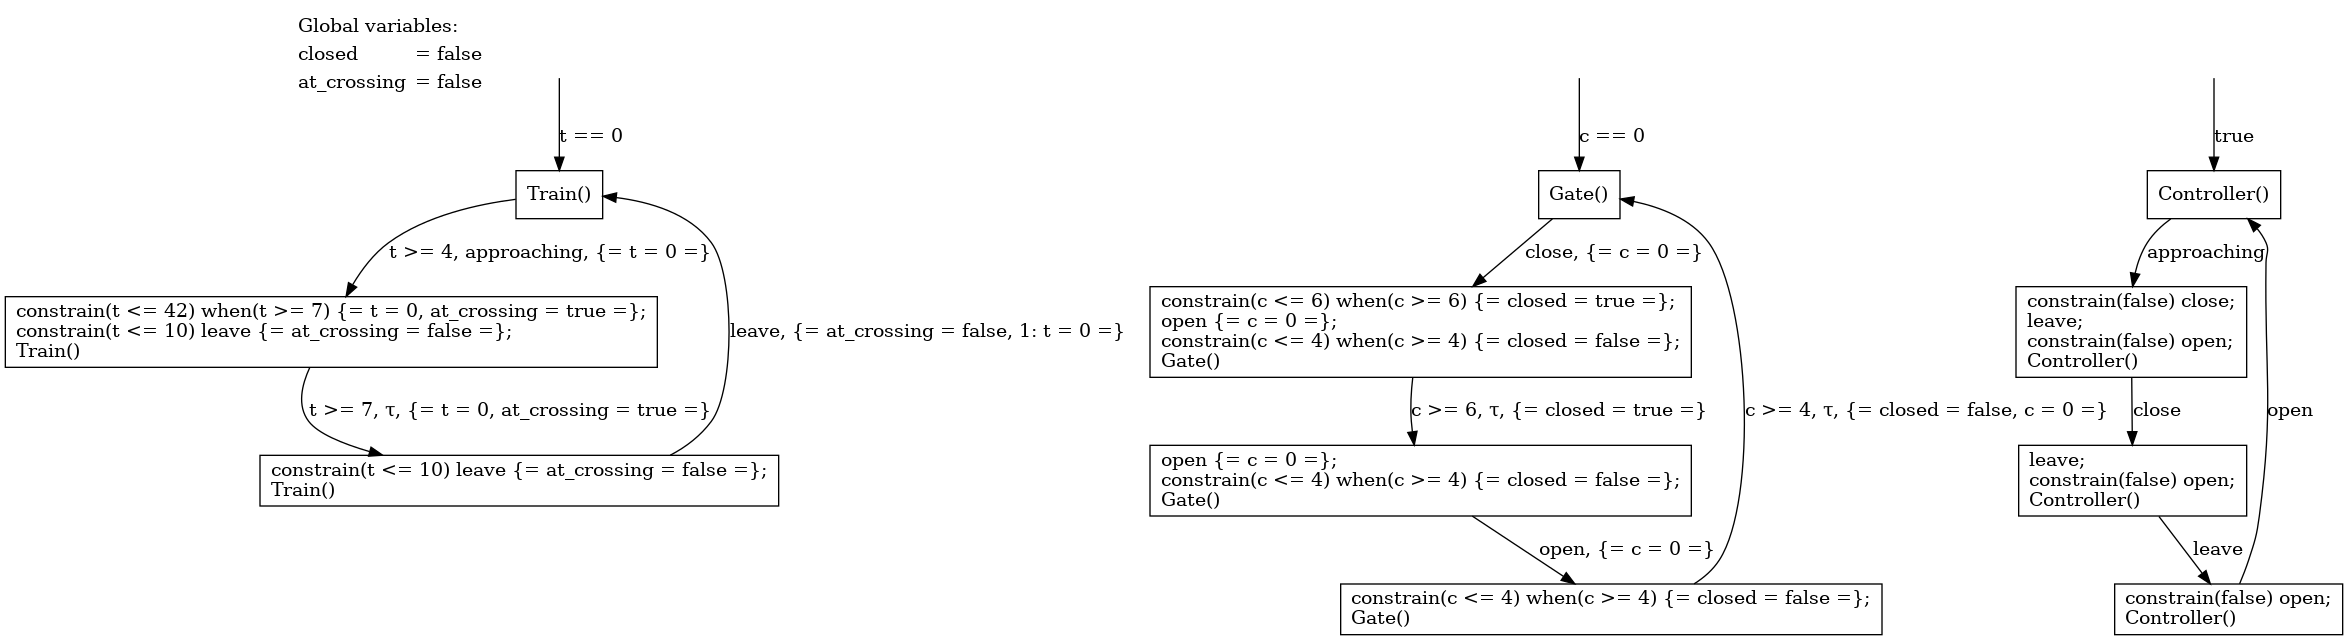 Global variables:
closed = false
at_crossing = false
t == 0
c == 0
true
Train()
Gate()
Controller()
t >= 4, approaching, {= t = 0 =}
close, {= c = 0 =}
approaching
constrain(t <= 42) when(t >= 7) {= t = 0, at_crossing = true =};
constrain(t <= 10) leave {= at_crossing = false =};
Train()
leave, {= at_crossing = false, 1: t = 0 =}
constrain(c <= 6) when(c >= 6) {= closed = true =};
open {= c = 0 =};
constrain(c <= 4) when(c >= 4) {= closed = false =};
Gate()
constrain(false) close;
leave;
constrain(false) open;
Controller()
t >= 7, τ, {= t = 0, at_crossing = true =}
c >= 6, τ, {= closed = true =}
c >= 4, τ, {= closed = false, c = 0 =}
close
open
constrain(t <= 10) leave {= at_crossing = false =};
Train()
open {= c = 0 =};
constrain(c <= 4) when(c >= 4) {= closed = false =};
Gate()
leave;
constrain(false) open;
Controller()
open, {= c = 0 =}
leave
constrain(c <= 4) when(c >= 4) {= closed = false =};
Gate()
constrain(false) open;
Controller()